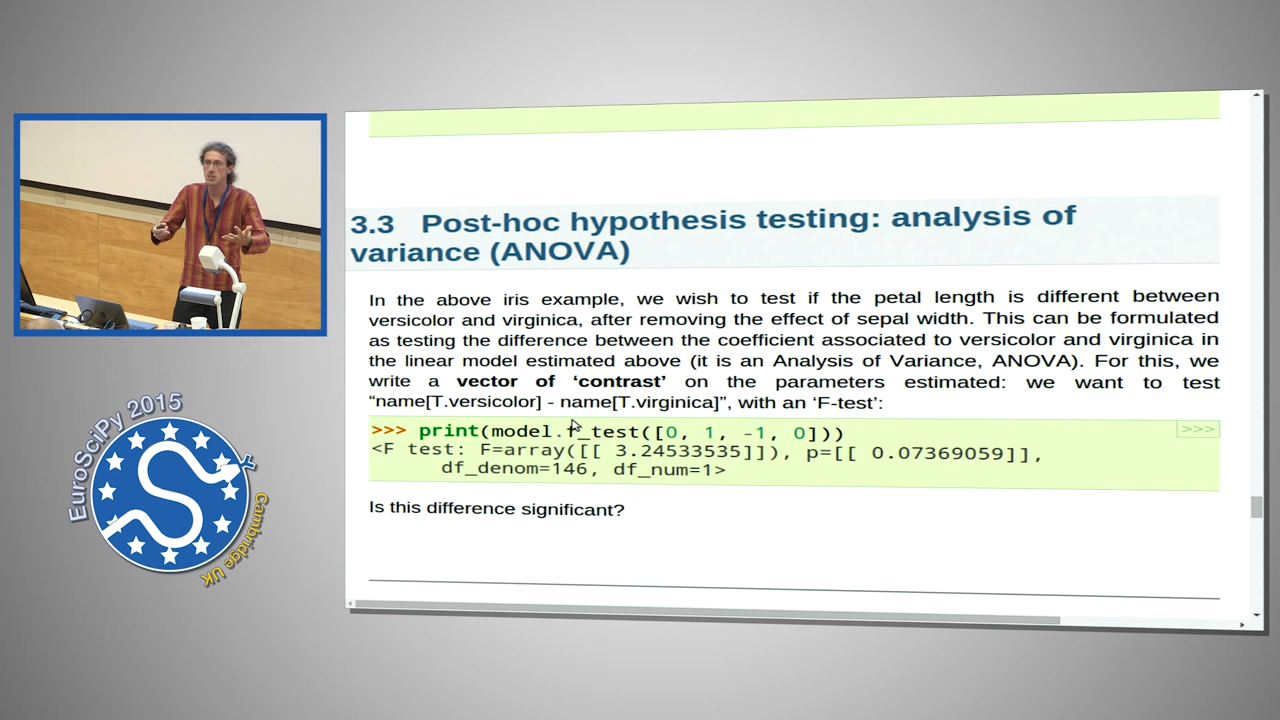 3.3 Post-hoc hypothesis testing: analysis of
variance (ANOVA)
In the above iris example, we wish to test if the petal length is different between
versicolor and virginica, after removing the effect of sepal width. This can be formulated
as testing the difference between the coefficient associated to versicolor and virginica in
the linear model estimated above (it is an Analysis of Variance, ANOVA). For this, we
write a vector of ‘contrast’ on the parameters estimated: we want to test
“name[T.versicolor] - name[T.virginica]”, with an ‘F-test’:
>>> print(model.f_test([0, 1, -1, 0]))
>>>
<F test: F=array([[ 3.24533535]]), p=[[ 0.07369059]],
df_denom=146, df_num=1>
Is this difference significant?
EuroSciPy 2015
Cambridge UK